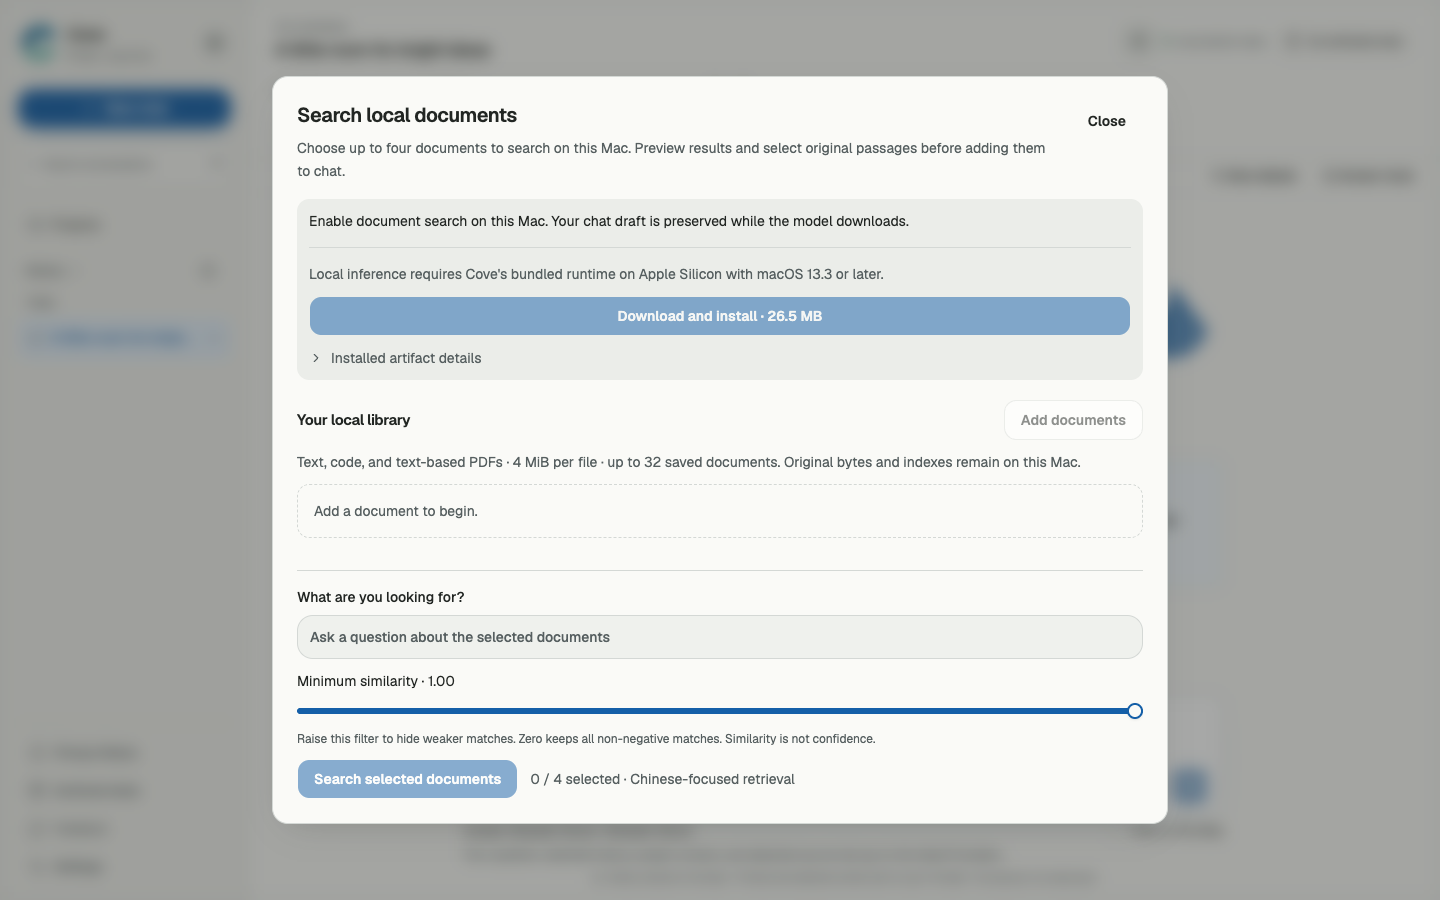 Search local documents
Close
Choose up to four documents to search on this Mac. Preview results and select original passages before adding them
to chat.
Enable document search on this Mac. Your chat draft is preserved while the model downloads.
Local inference requires Cove's bundled runtime on Apple Silicon with macOS 13.3 or later.
Download and install · 26.5 MB
Installed artifact details
Your local library
Add documents
Text, code, and text-based PDFs · 4 MiB per file · up to 32 saved documents. Original bytes and indexes remain on this Mac.
Add a document to begin.
What are you looking for?
Ask a question about the selected documents
Minimum similarity · 1.00
Raise this filter to hide weaker matches. Zero keeps all non-negative matches. Similarity is not confidence.
Search selected documents
0 / 4 selected · Chinese-focused retrieval